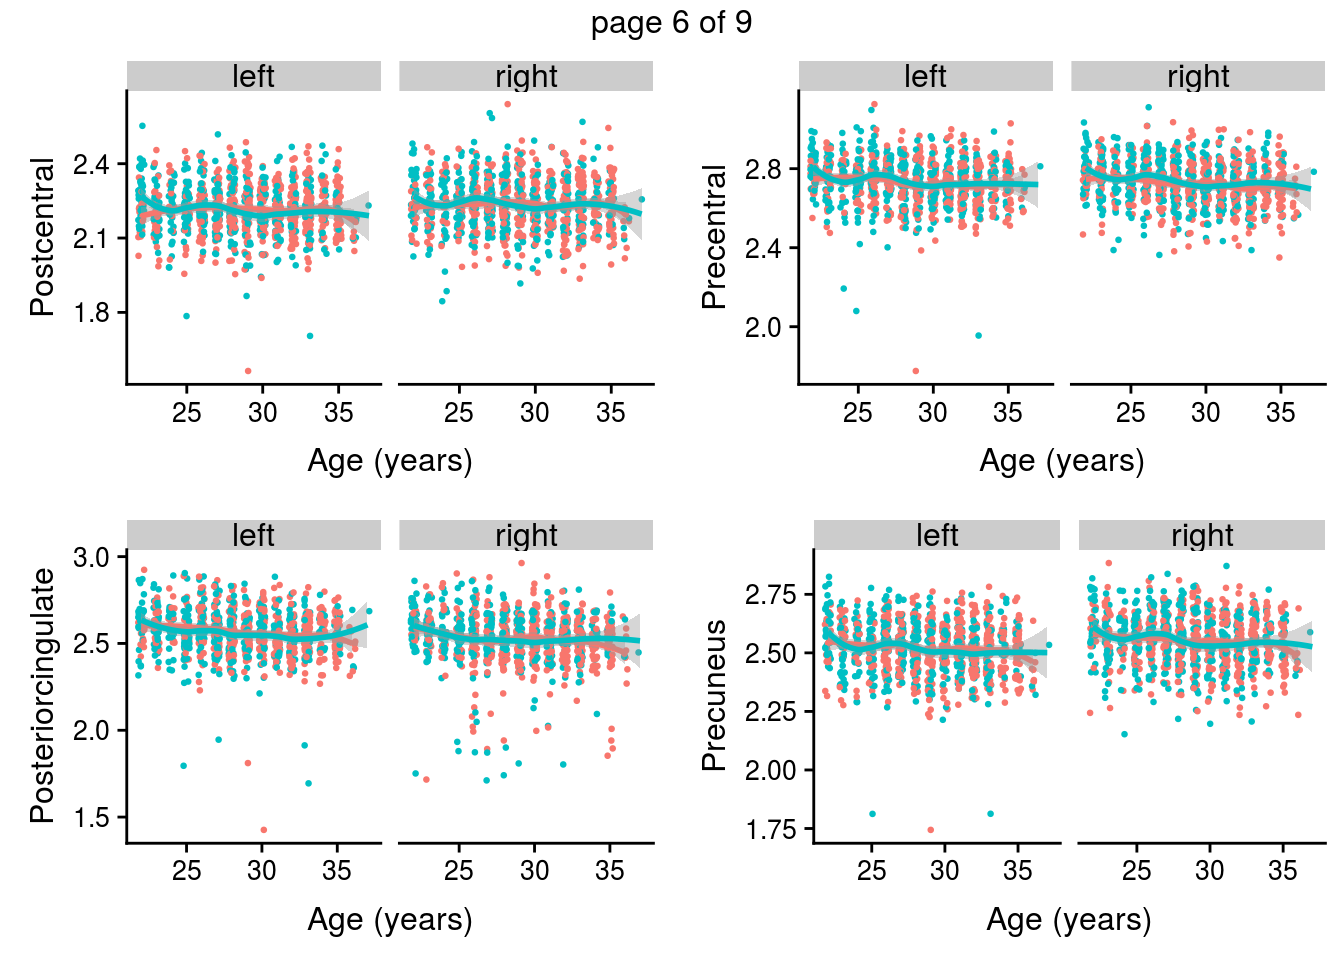 page 6 of 9
left right
Postcentral
2.4
2.1
1.8
25 30 35 25 30 35
Age (years)
left right
Precentral
2.8
2.4
2.0
25 30 35 25 30 35
Age (years)
left right
Posteriorcingulate
3.0
2.5
2.0
1.5
25 30 35 25 30 35
Age (years)
left right
Precuneus
2.75
2.50
2.25
2.00
1.75
25 30 35 25 30 35
Age (years)